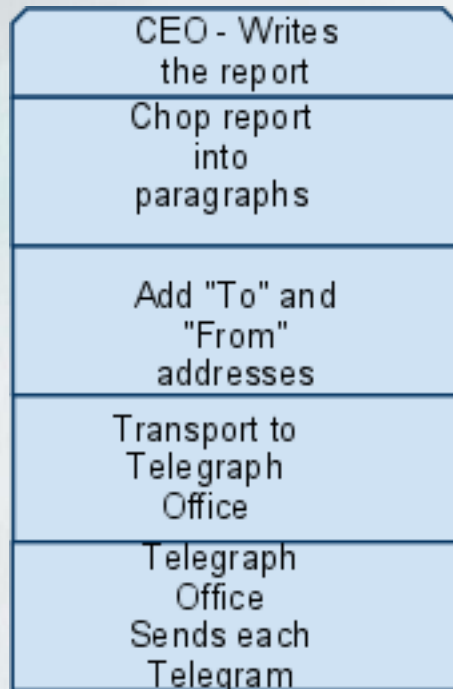 CEO - Writes
the report
Chop report
into
paragraphs
Add "To" and
"From"
addresses
Transport to
Telegraph
Office
Telegraph
Office
Sends each
Telegram